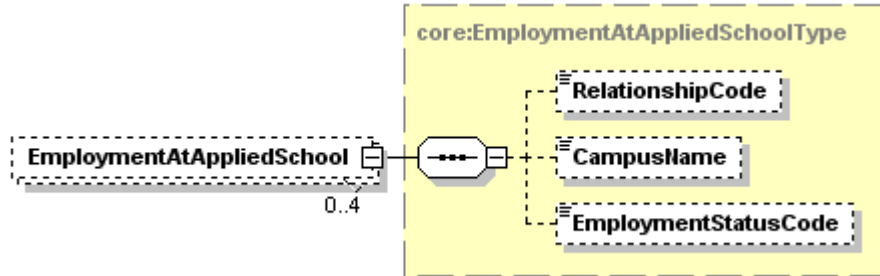 core:EmploymentAtAppliedSchoolType
RelationshipCode
EmploymentAtAppliedSchool
CampusName
0..4
EmploymentStatusCode